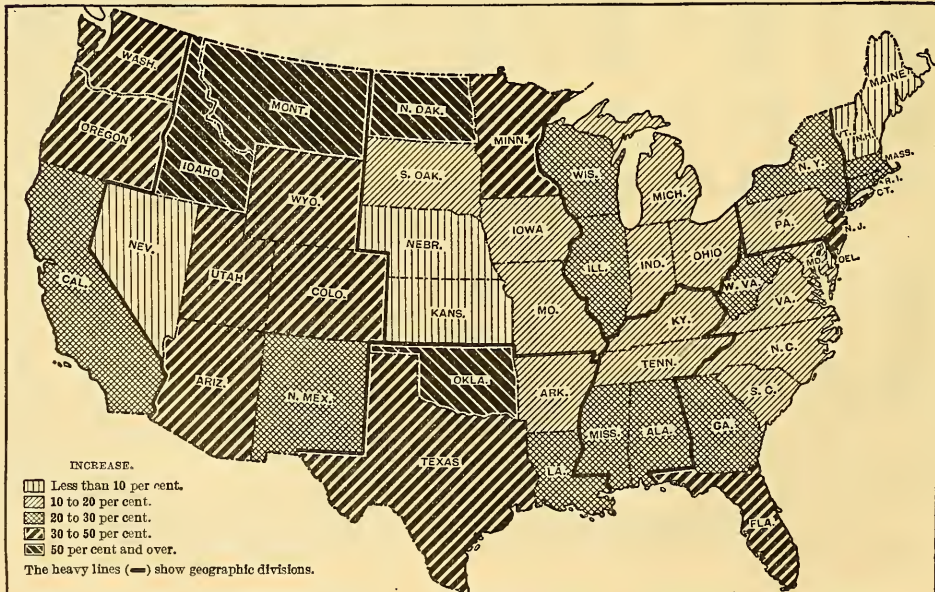 WASH.
MONT.
N. DAK.
MINN.
MAINE
OREGON
IDAHO
VT.
N.H.
WIS.
N. Y.
MASS.
R.I.
CT.
S. DAK.
WYO.
MICH.
IOWA
PA.
N.J.
NEV.
NEBR.
OHIO
MD.
DEL.
UTAH
ILL.
IND.
W. VA.
CAL.
COLO.
KANS.
MO.
VA.
KY.
N.C.
TENN.
ARIZ.
OKLA.
ARK.
S. C.
N. MEX.
MISS.
ALA.
GA.
TEXAS
LA.
FLA.
INCREASE.
Less than 10 per cent.
10 to 20 per cent.
20 to 30 per cent.
30 to 50 per cent.
50 per cent and over.
The heavy lines (▬) show geographic divisions.